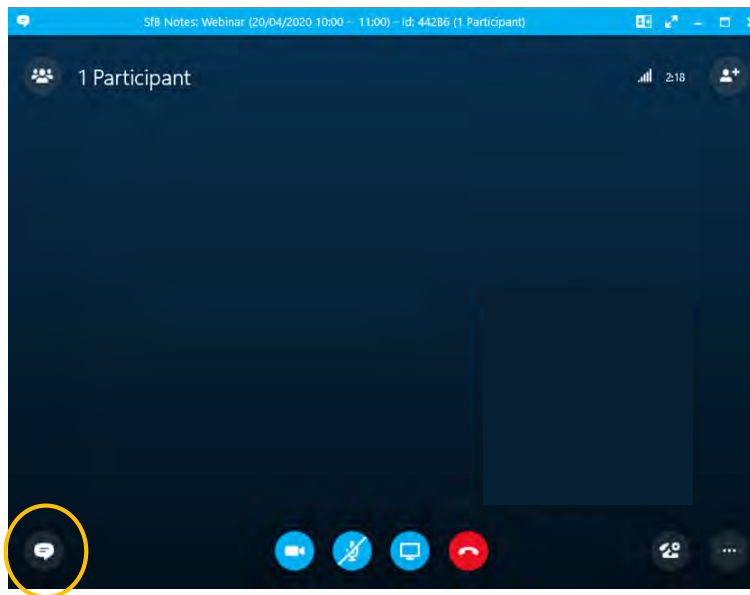 SfB Notes: Webinar (20/04/2020 10:00 - 11:00) - Id: 442B6 (1 Participant)
1 Participant
2:18